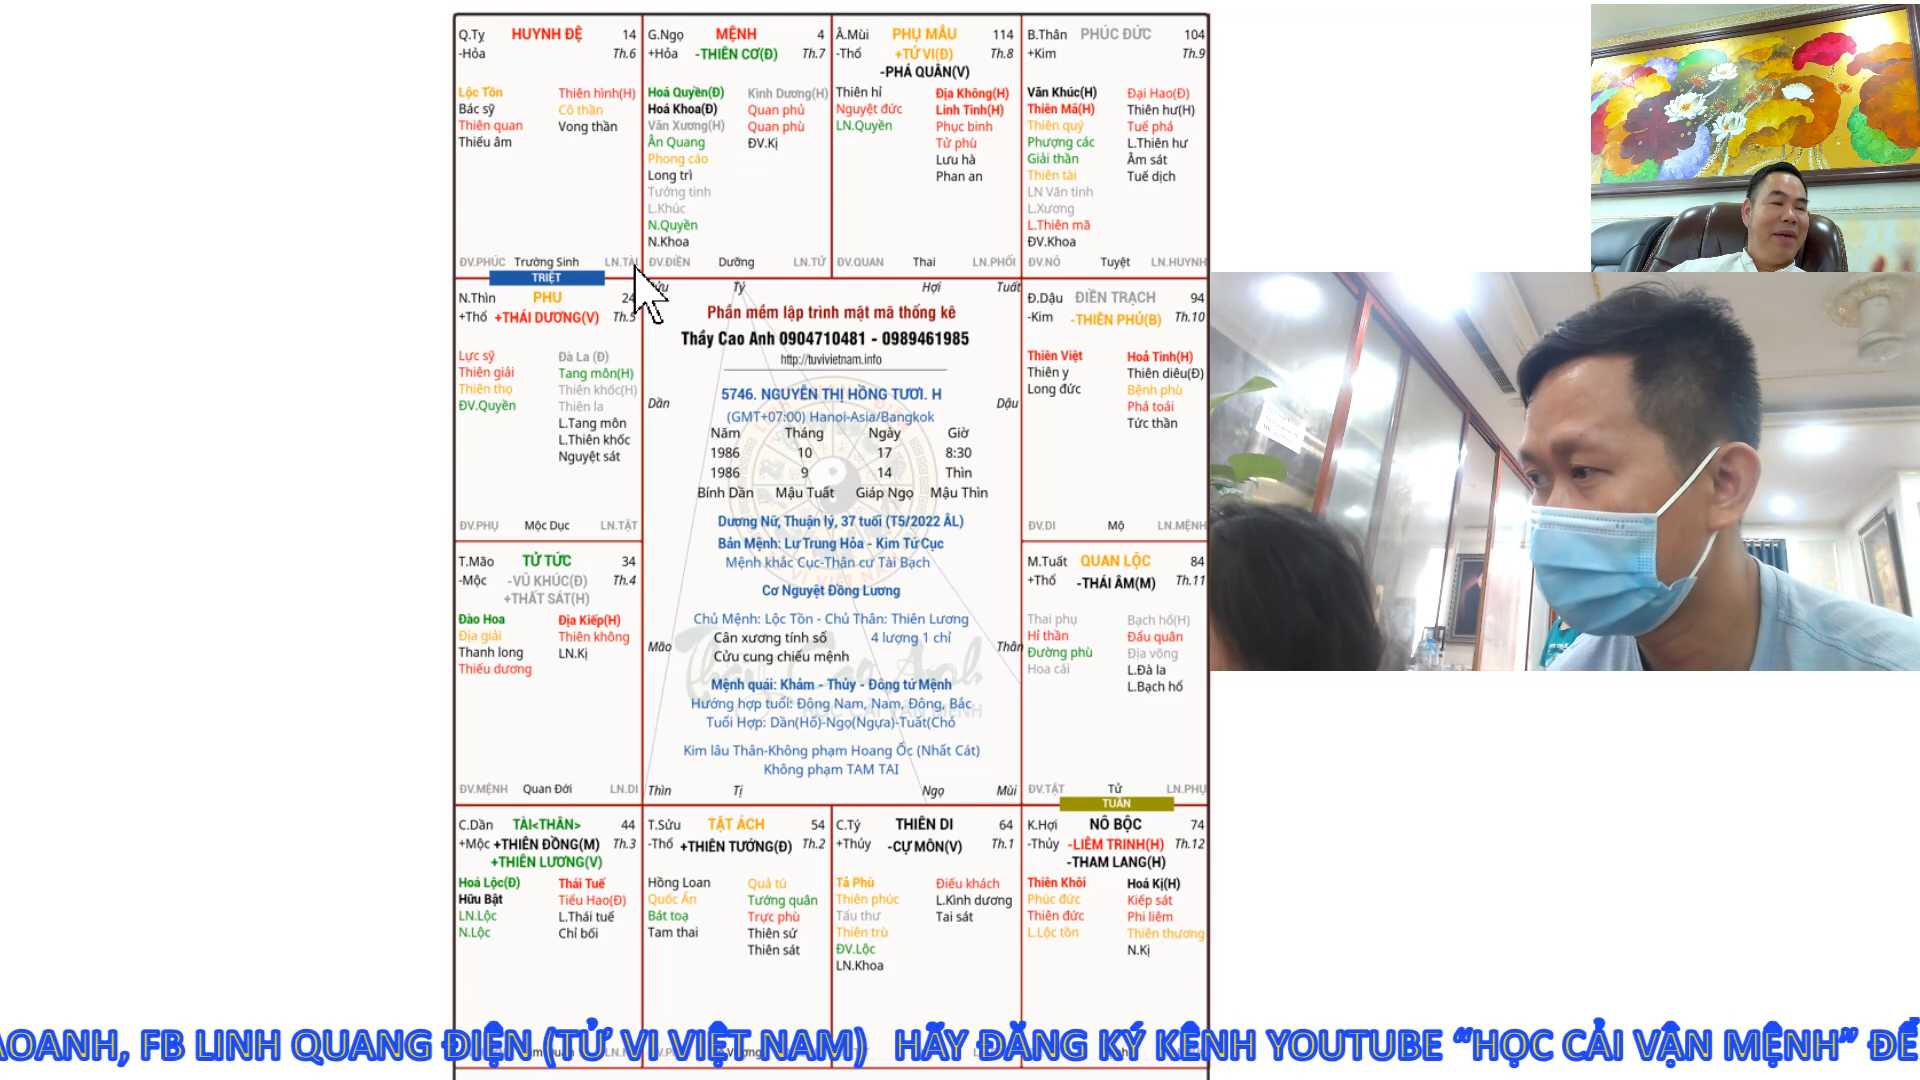 Q.Tỵ HUYNH ĐỆ 14
-Hỏa Th.6
Lộc Tồn Thiên hình(H)
Bác sỹ Cô thần
Thiên quan Vong thần
Thiếu âm
ĐV.PHÚC Trường Sinh LN.TÀI
G.Ngọ MỆNH 4
+Hỏa -THIÊN CƠ(Đ) Th.7
Hoá Quyền(Đ) Kình Dương(H)
Hoá Khoa(Đ) Quan phủ
Văn Xương(H) Quan phù
Ân Quang ĐV.Kị
Phong cáo
Long trì
Tướng tinh
L.Khúc
N.Quyền
N.Khoa
ĐV.ĐIỀN Dưỡng LN.TỬ
Â.Mùi PHỤ MẪU 114
-Thổ +TỬ VI(Đ) Th.8
-PHÁ QUÂN(V)
Thiên hỉ Địa Không(H)
Nguyệt đức Linh Tinh(H)
LN.Quyền Phục binh
Tử phù
Lưu hà
Phan an
ĐV.QUAN Thai LN.PHỐI
B.Thân PHÚC ĐỨC 104
+Kim Th.9
Văn Khúc(H) Đại Hao(Đ)
Thiên Mã(H) Thiên hư(H)
Thiên quý Tuế phá
Phượng các L.Thiên hư
Giải thần Âm sát
Thiên tài Tuế dịch
LN Văn tinh
L.Xương
L.Thiên mã
ĐV.Khoa
ĐV.NÔ Tuyệt LN.HUYNH
TRIỆT
N.Thìn PHU 24
+Thổ +THÁI DƯƠNG(V) Th.5
Lực sỹ Đà La (Đ)
Thiên giải Tang môn(H)
Thiên thọ Thiên khốc(H)
ĐV.Quyền Thiên la
L.Tang môn
L.Thiên khốc
Nguyệt sát
ĐV.PHỤ Mộc Dục LN.TẬT
Tý Hợi Tuất
Phần mềm lập trình mật mã thống kê
Thầy Cao Anh 0904710481 - 0989461985
http://tuvivietnam.info
5746. NGUYỄN THỊ HỒNG TƯƠI. H
Dần Dậu
(GMT+07:00) Hanoi-Asia/Bangkok
Năm Tháng Ngày Giờ
1986 10 17 8:30
1986 9 14 Thìn
Bính Dần Mậu Tuất Giáp Ngọ Mậu Thìn
Dương Nữ, Thuận lý, 37 tuổi (T5/2022 ÂL)
Bản Mệnh: Lư Trung Hỏa - Kim Tứ Cục
Mệnh khắc Cục-Thân cư Tài Bạch
Cơ Nguyệt Đồng Lương
Chủ Mệnh: Lộc Tồn - Chủ Thân: Thiên Lương
Cân xương tính số 4 lượng 1 chỉ
Mão Thân
Cửu cung chiếu mệnh
Mệnh quái: Khảm - Thủy - Đông tứ Mệnh
Hướng hợp tuổi: Đông Nam, Nam, Đông, Bắc
Tuổi Hợp: Dần(Hổ)-Ngọ(Ngựa)-Tuất(Chó
Kim lâu Thân-Không phạm Hoang Ốc (Nhất Cát)
Không phạm TAM TAI
Thìn Tị Ngọ Mùi
Đ.Dậu ĐIỀN TRẠCH 94
-Kim -THIÊN PHỦ(B) Th.10
Thiên Việt Hoả Tinh(H)
Thiên y Thiên diêu(Đ)
Long đức Bệnh phù
Phá toái
Tức thần
ĐV.DI Mộ LN.MỆNH
T.Mão TỬ TỨC 34
-Mộc -VŨ KHÚC(Đ) Th.4
+THẤT SÁT(H)
Đào Hoa Địa Kiếp(H)
Địa giải Thiên không
Thanh long LN.Kị
Thiếu dương
ĐV.MỆNH Quan Đới LN.DI
M.Tuất QUAN LỘC 84
+Thổ -THÁI ÂM(M) Th.11
Thai phụ Bạch hổ(H)
Hỉ thần Đẩu quân
Đường phù Địa võng
Hoa cái L.Đà la
L.Bạch hổ
ĐV.TẬT Tử LN.PHỤ
TUẦN
C.Dần TÀI<THÂN> 44
+Mộc +THIÊN ĐỒNG(M) Th.3
+THIÊN LƯƠNG(V)
Hoá Lộc(Đ) Thái Tuế
Hữu Bật Tiểu Hao(Đ)
LN.Lộc L.Thái tuế
N.Lộc Chỉ bối
T.Sửu TẬT ÁCH 54
-Thổ +THIÊN TƯỚNG(Đ) Th.2
Hồng Loan Quả tú
Quốc Ấn Tướng quân
Bát toạ Trực phù
Tam thai Thiên sứ
Thiên sát
C.Tý THIÊN DI 64
+Thủy -CỰ MÔN(V) Th.1
Tả Phù Điếu khách
Thiên phúc L.Kình dương
Tấu thư Tai sát
Thiên trù
ĐV.Lộc
LN.Khoa
K.Hợi NÔ BỘC 74
-Thủy -LIÊM TRINH(H) Th.12
-THAM LANG(H)
Thiên Khôi Hoá Kị(H)
Phúc đức Kiếp sát
Thiên đức Phi liêm
L.Lộc tồn Thiên thương
N.Kị
AOANH, FB LINH QUANG ĐIỆN (TỬ VI VIỆT NAM) HÃY ĐĂNG KÝ KÊNH YOUTUBE “HỌC CẢI VẬN MỆNH” ĐỂ